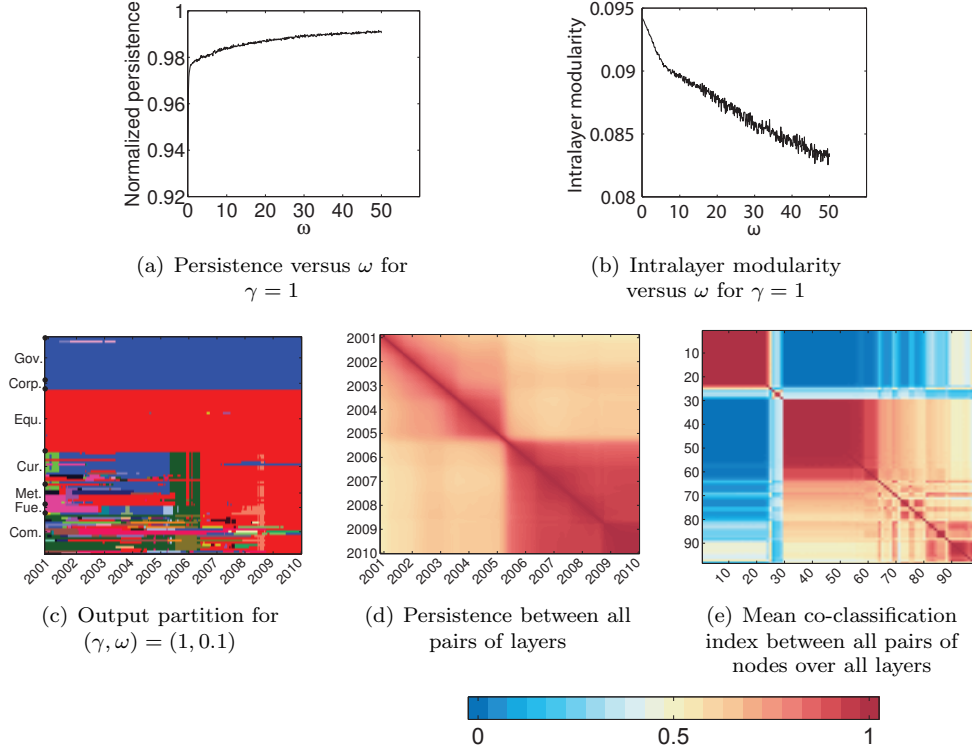 Normalized persistence
1
0.98
0.96
0.94
0.92
0 10 20 30 40 50
ω
(a) Persistence versus ω for
γ = 1
Intralayer modularity
0.095
0.09
0.085
0.08
0 10 20 30 40 50
ω
(b) Intralayer modularity
versus ω for γ = 1
Gov.
Corp.
Equ.
Cur.
Met.
Fue.
Com.
2001 2002 2003 2004 2005 2006 2007 2008 2009 2010
(c) Output partition for
(γ, ω) = (1, 0.1)
2001
2002
2003
2004
2005
2006
2007
2008
2009
2010
2001 2002 2003 2004 2005 2006 2007 2008 2009 2010
(d) Persistence between all
pairs of layers
10
20
30
40
50
60
70
80
90
10 20 30 40 50 60 70 80 90
(e) Mean co-classification
index between all pairs of
nodes over all layers
0 0.5 1